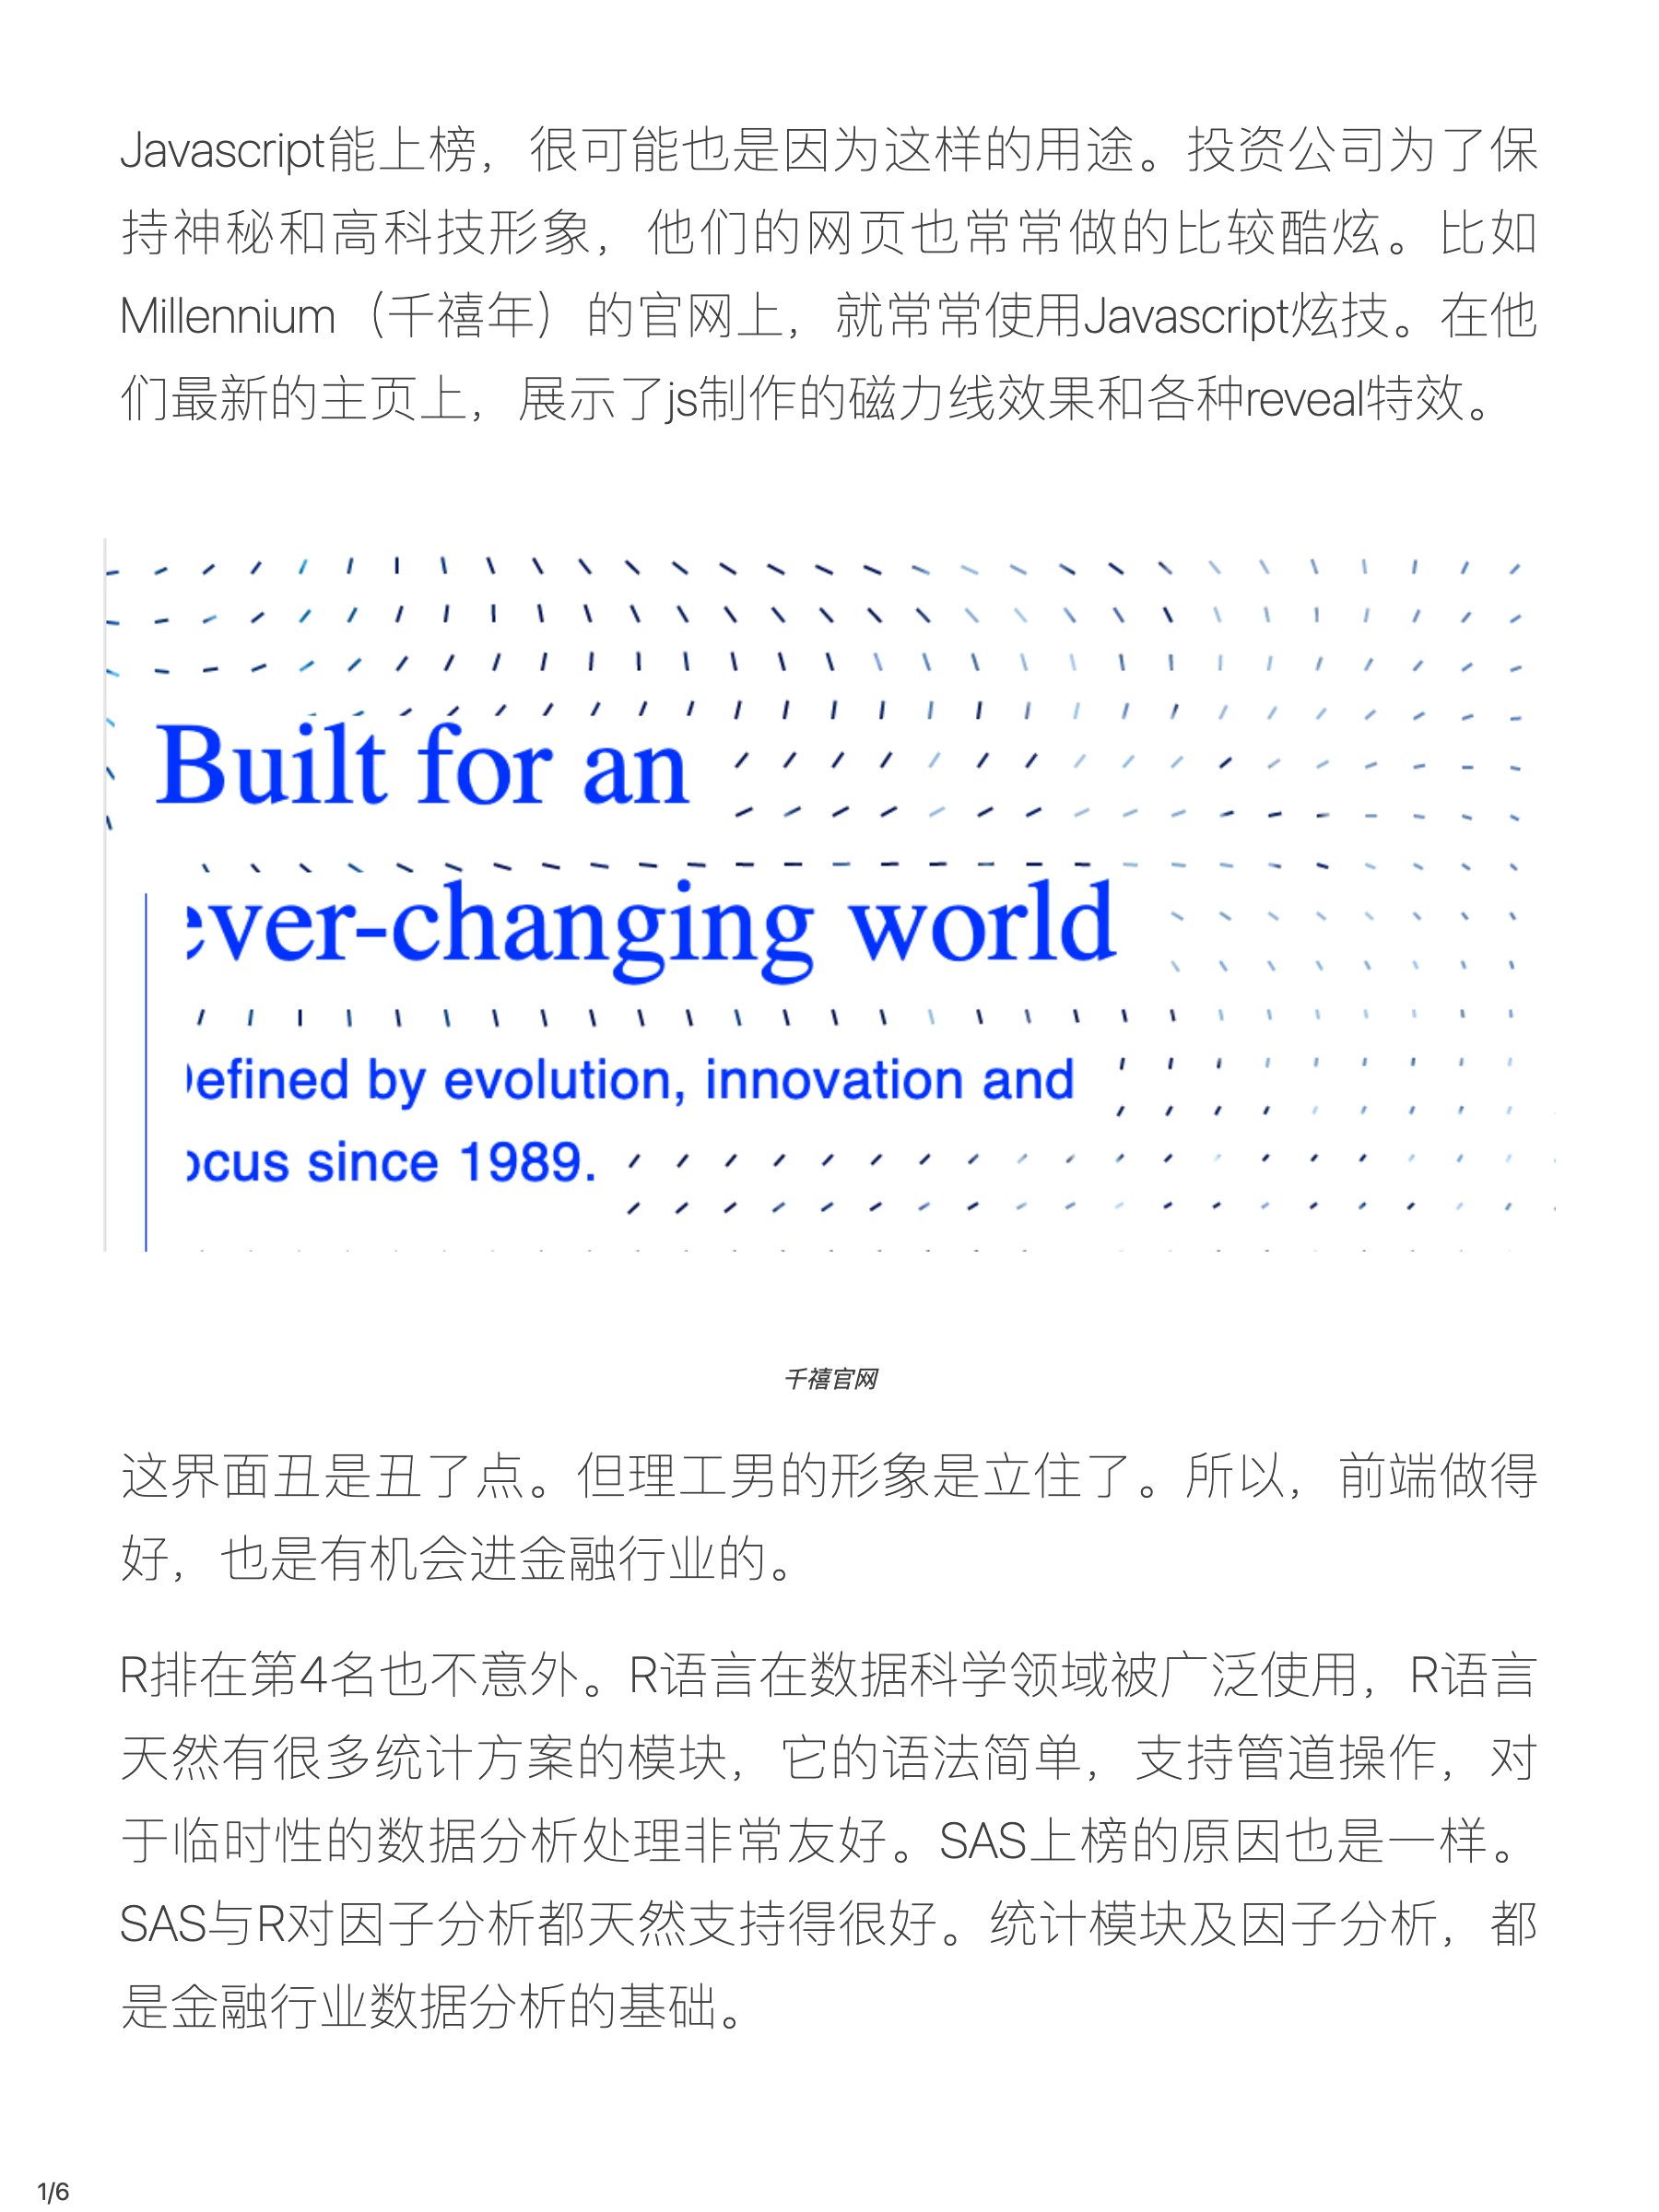 Javascript能上榜，很可能也是因为这样的用途。投资公司为了保
持神秘和高科技形象，他们的网页也常常做的比较酷炫。比如
Millennium（千禧年）的官网上，就常常使用Javascript炫技。在他
们最新的主页上，展示了js制作的磁力线效果和各种reveal特效。
Built for an
ever-changing world
efined by evolution, innovation and
ocus since 1989.
千禧官网
这界面丑是丑了点。但理工男的形象是立住了。所以，前端做得
好，也是有机会进金融行业的。
R排在第4名也不意外。R语言在数据科学领域被广泛使用，R语言
天然有很多统计方案的模块，它的语法简单，支持管道操作，对
于临时性的数据分析处理非常友好。SAS上榜的原因也是一样。
SAS与R对因子分析都天然支持得很好。统计模块及因子分析，都
是金融行业数据分析的基础。
1/6